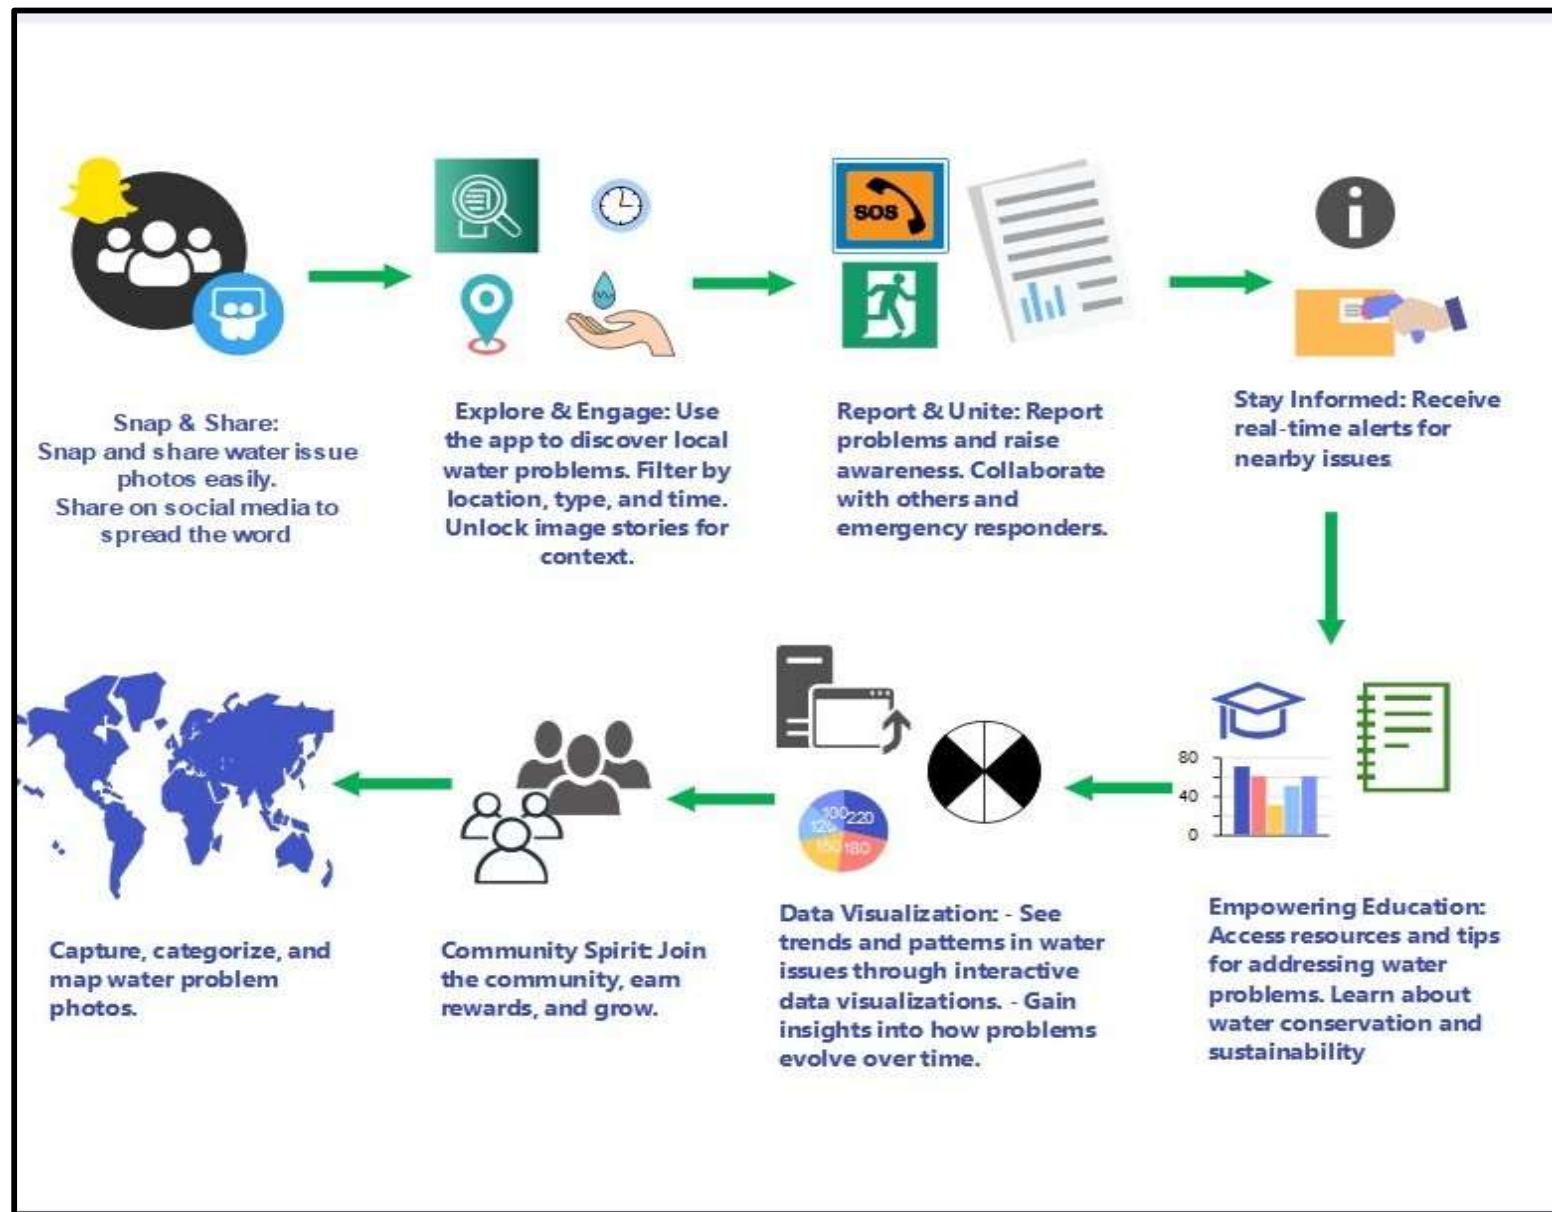 SOS
Snap & Share:
Snap and share water issue
photos easily.
Share on social media to
spread the word
Explore & Engage: Use
the app to discover local
water problems. Filter by
location, type, and time.
Unlock image stories for
context.
Report & Unite: Report
problems and raise
awareness. Collaborate
with others and
emergency responders.
Stay Informed: Receive
real-time alerts for
nearby issues
80
40
0
Empowering Education:
Access resources and tips
for addressing water
problems. Learn about
water conservation and
sustainability
100
220
120
150
180
Data Visualization: - See
trends and patterns in water
issues through interactive
data visualizations. - Gain
insights into how problems
evolve over time.
Community Spirit: Join
the community, earn
rewards, and grow.
Capture, categorize, and
map water problem
photos.